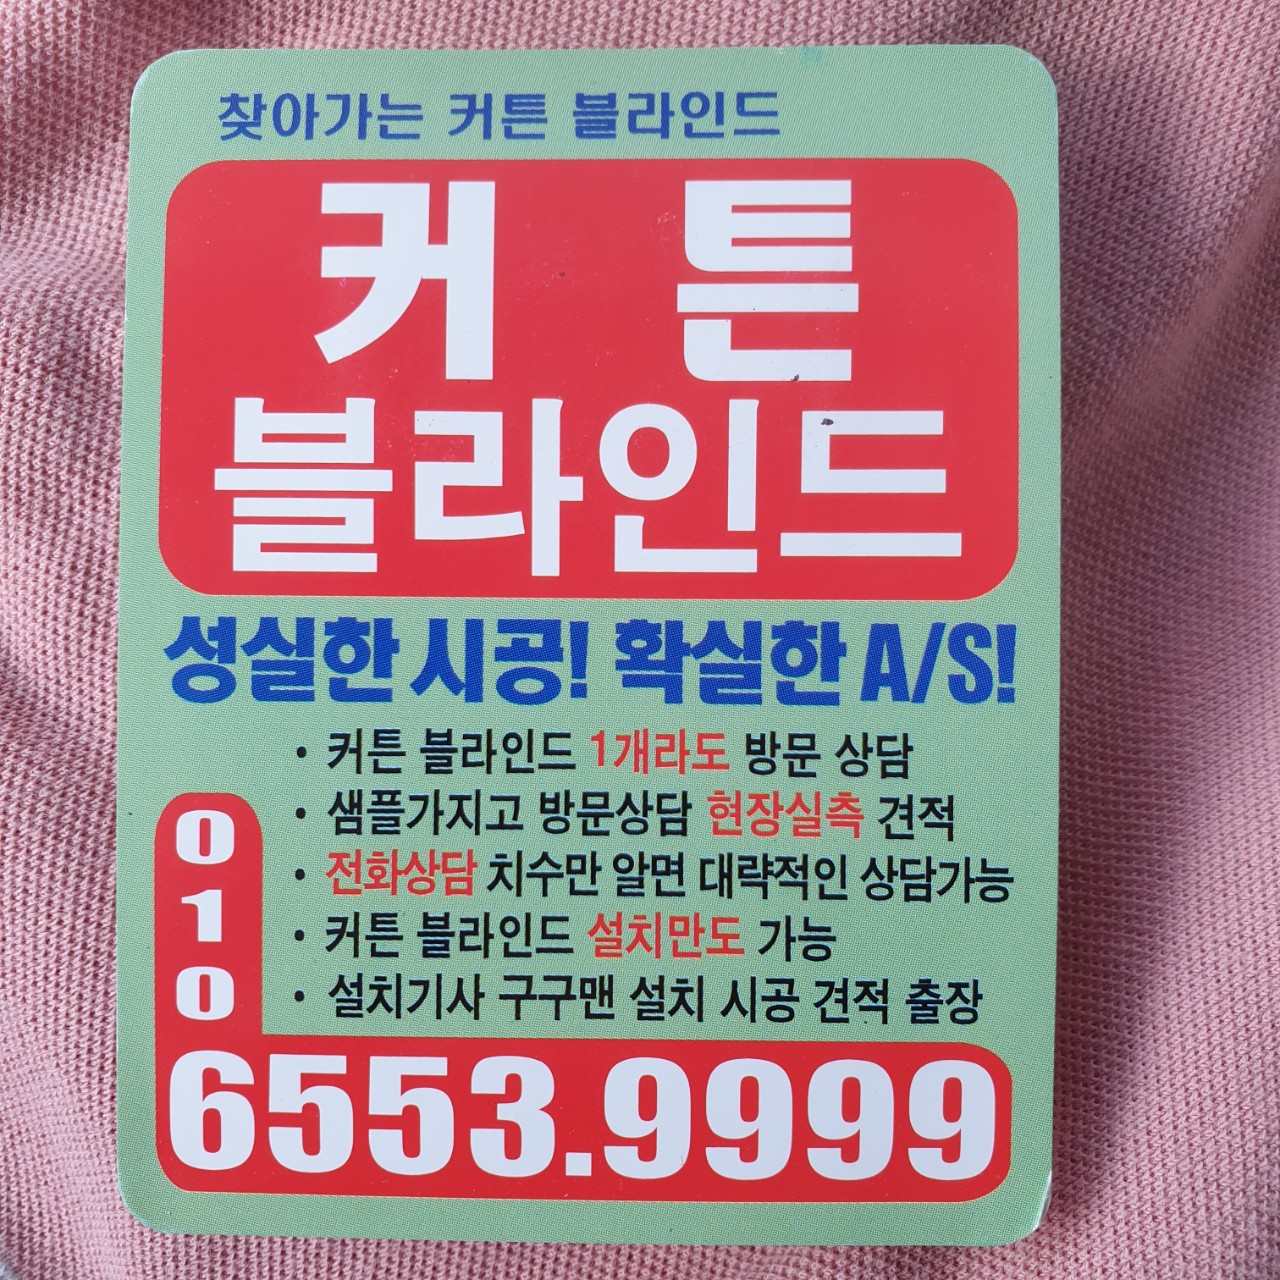 찾아가는 커튼 블라인드
커 튼
블라인드
성실한 시공! 확실한 A/S!
• 커튼 블라인드 1개라도 방문 상담
• 샘플가지고 방문상담 현장실측 견적
• 전화상담 치수만 알면 대략적인 상담가능
• 커튼 블라인드 설치만도 가능
• 설치기사 구구맨 설치 시공 견적 출장
010
6553.9999